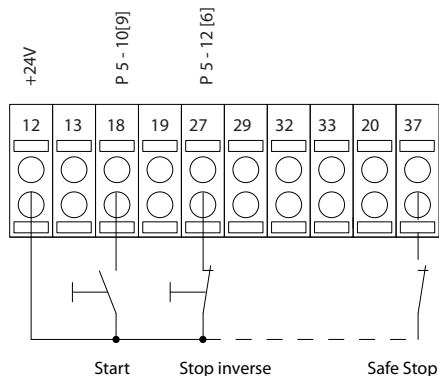 +24V
P 5 - 10[9]
P 5 - 12 [6]
12 13 18 19 27 29 32 33 20 37
Start Stop inverse Safe Stop